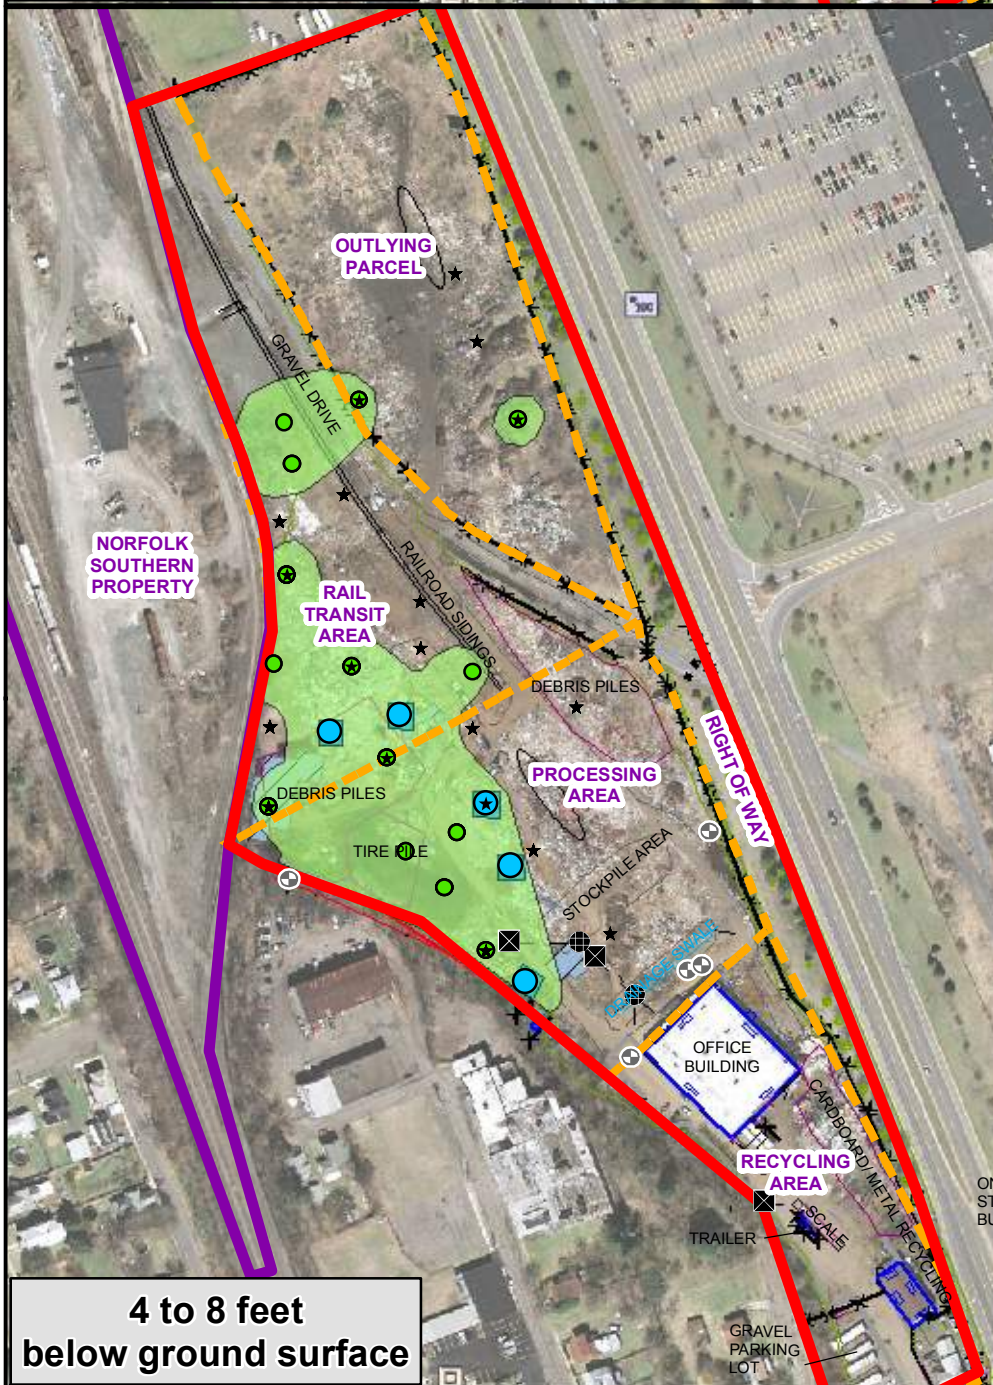 OUTLYING
PARCEL
GRAVEL DRIVE
NORFOLK
SOUTHERN
PROPERTY
RAIL
TRANSIT
AREA
RAILROAD SIDINGS
DEBRIS PILES
RIGHT OF WAY
PROCESSING
AREA
DEBRIS PILES
TIRE PILE
STOCKPILE AREA
DRAINAGE SWALE
OFFICE
BUILDING
CARDBOARD/ METAL RECYCLING
RECYCLING
AREA
SCALE
TRAILER
GRAVEL
PARKING
LOT
4 to 8 feet
below ground surface